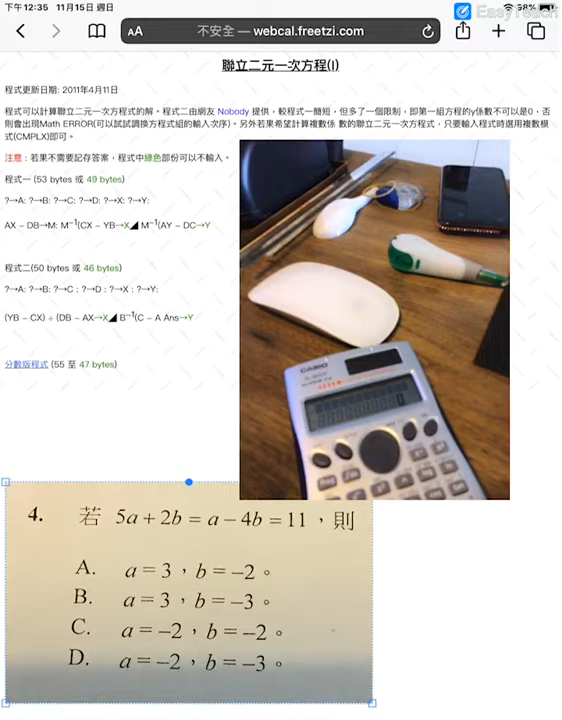 下午12:35 11月15日 週日
98%
EasyTouch
AA 不安全 — webcal.freetzi.com
聯立二元一次方程(I)
程式更新日期: 2011年4月11日
程式可以計算聯立二元一次方程式的解。程式二由網友 Nobody 提供，較程式一簡短，但多了一個限制，即第一組方程的y係數不可以是0，否
則會出現Math ERROR(可以試試調換方程式組的輸入次序)。另外若果希望計算複數係 數的聯立二元一次方程式，只要輸入程式時選用複數模
式(CMPLX)即可。
注意：若果不需要記存答案，程式中綠色部份可以不輸入。
程式一 (53 bytes 或 49 bytes)
?→A: ?→B: ?→C: ?→D: ?→X: ?→Y:
AX – DB→M: M⁻¹(CX – YB→X◢ M⁻¹(AY – DC→Y
程式二(50 bytes 或 46 bytes)
?→A: ?→B: ?→C : ?→D : ?→X : ?→Y:
(YB – CX) ÷ (DB – AX→X◢ B⁻¹(C – A Ans→Y
分數版程式 (55 至 47 bytes)
CASIO
4. 若 5a + 2b = a – 4b = 11，則
A. a = 3，b = –2。
B. a = 3，b = –3。
C. a = –2，b = –2。
D. a = –2，b = –3。